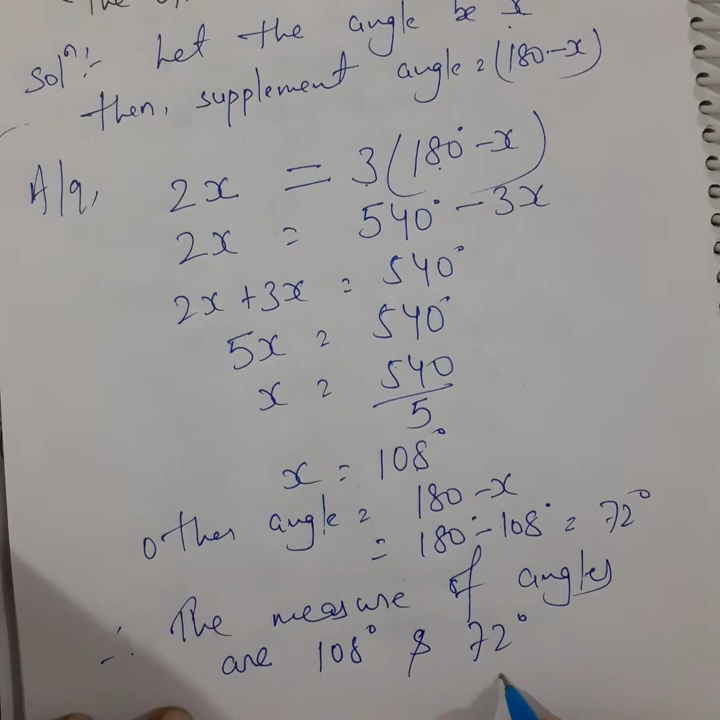 The
Solⁿ:- Let the angle be x
then, supplement angle = (180-x)
A/q, 2x = 3(180°-x)
2x = 540° - 3x
2x + 3x = 540°
5x = 540°
x = 540/5
x = 108°
other angle = 180-x
= 180°-108° = 72°
∴ The measure of angles
are 108° & 72°